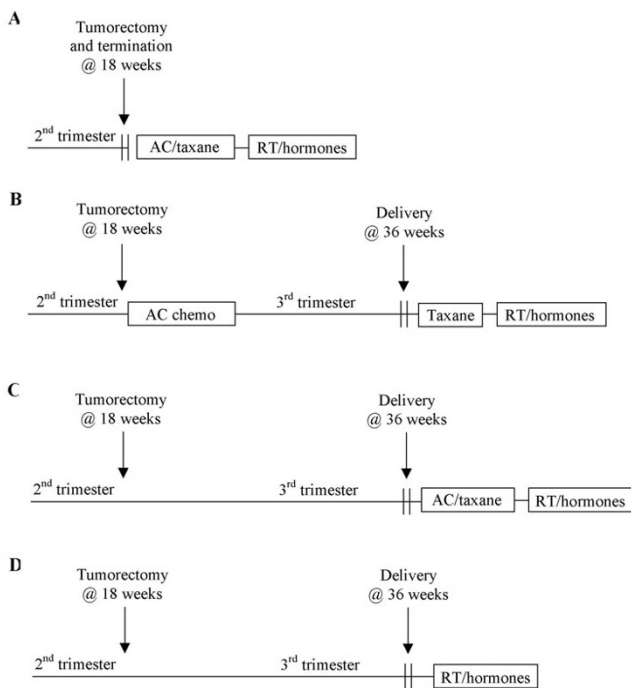 A
Tumorectomy
and termination
@ 18 weeks
2nd trimester
AC/taxane
RT/hormones
B
Tumorectomy
@ 18 weeks
Delivery
@ 36 weeks
2nd trimester
AC chemo
3rd trimester
Taxane
RT/hormones
C
Tumorectomy
@ 18 weeks
Delivery
@ 36 weeks
2nd trimester
3rd trimester
AC/taxane
RT/hormones
D
Tumorectomy
@ 18 weeks
Delivery
@ 36 weeks
2nd trimester
3rd trimester
RT/hormones